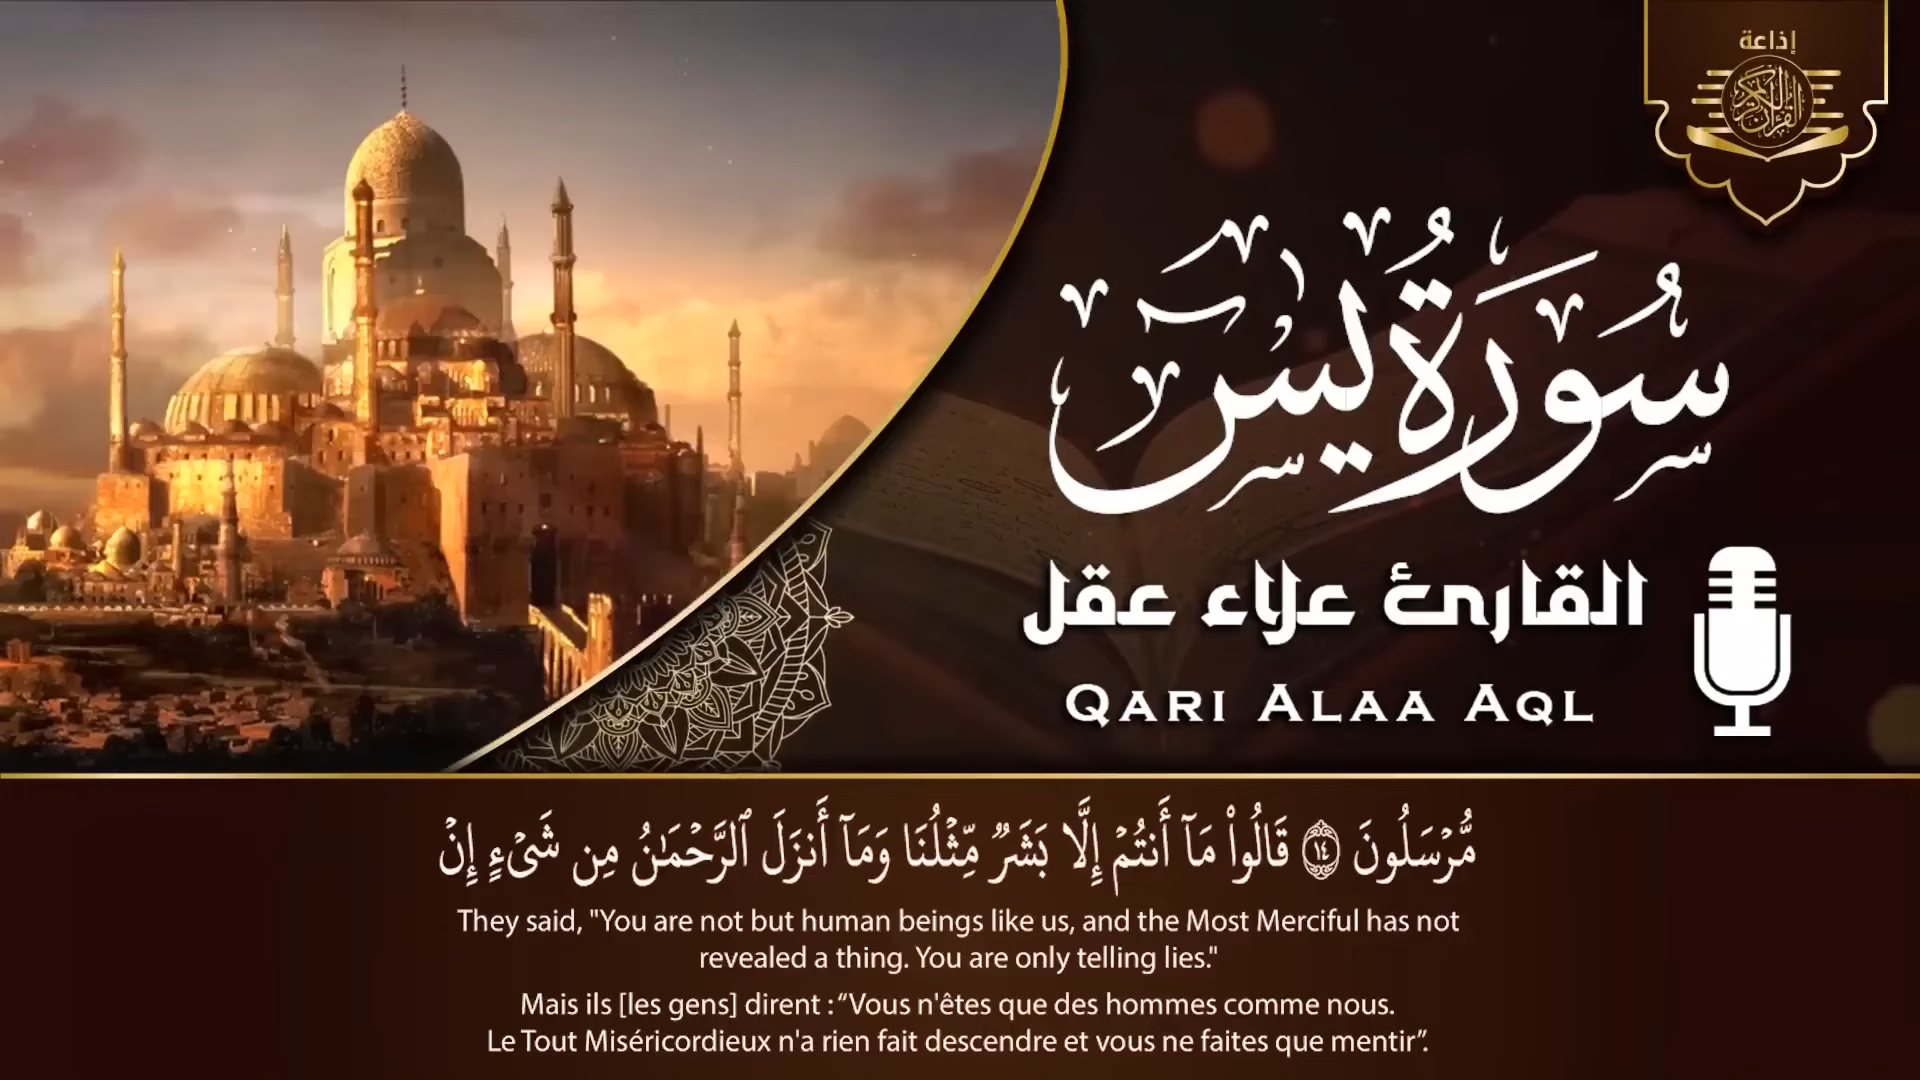 إذاعة
القرآن الكريم
سُورَةُ يسٓ
القارئ علاء عقل
QARI ALAA AQL
مُّرْسَلُونَ ١٤ قَالُوا۟ مَآ أَنتُمْ إِلَّا بَشَرٌ مِّثْلُنَا وَمَآ أَنزَلَ ٱلرَّحْمَـٰنُ مِن شَىْءٍ إِنْ
They said, "You are not but human beings like us, and the Most Merciful has not
revealed a thing. You are only telling lies."
Mais ils [les gens] dirent : “Vous n'êtes que des hommes comme nous.
Le Tout Miséricordieux n'a rien fait descendre et vous ne faites que mentir”.